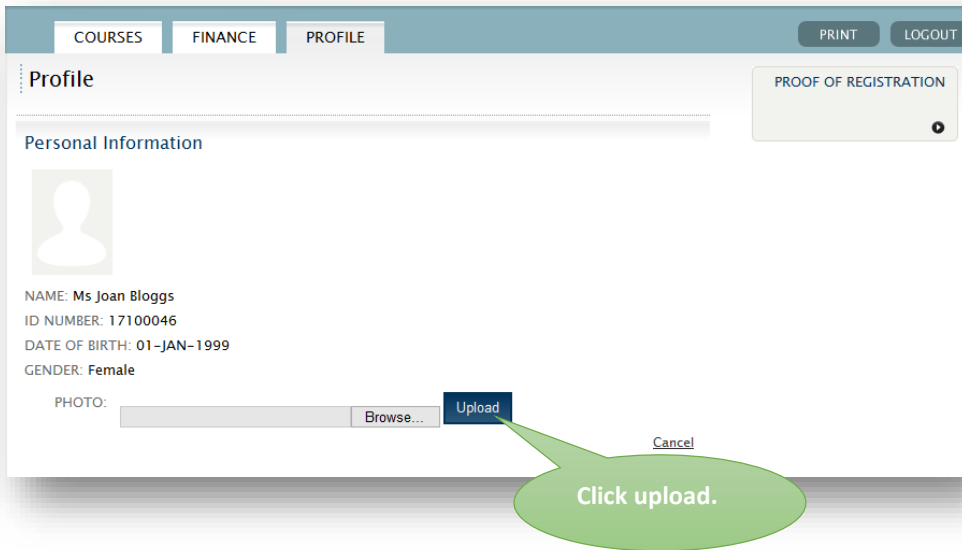 COURSES FINANCE PROFILE PRINT LOGOUT
Profile
PROOF OF REGISTRATION
Personal Information
NAME: Ms Joan Bloggs
ID NUMBER: 17100046
DATE OF BIRTH: 01-JAN-1999
GENDER: Female
PHOTO: Browse... Upload
Cancel
Click upload.